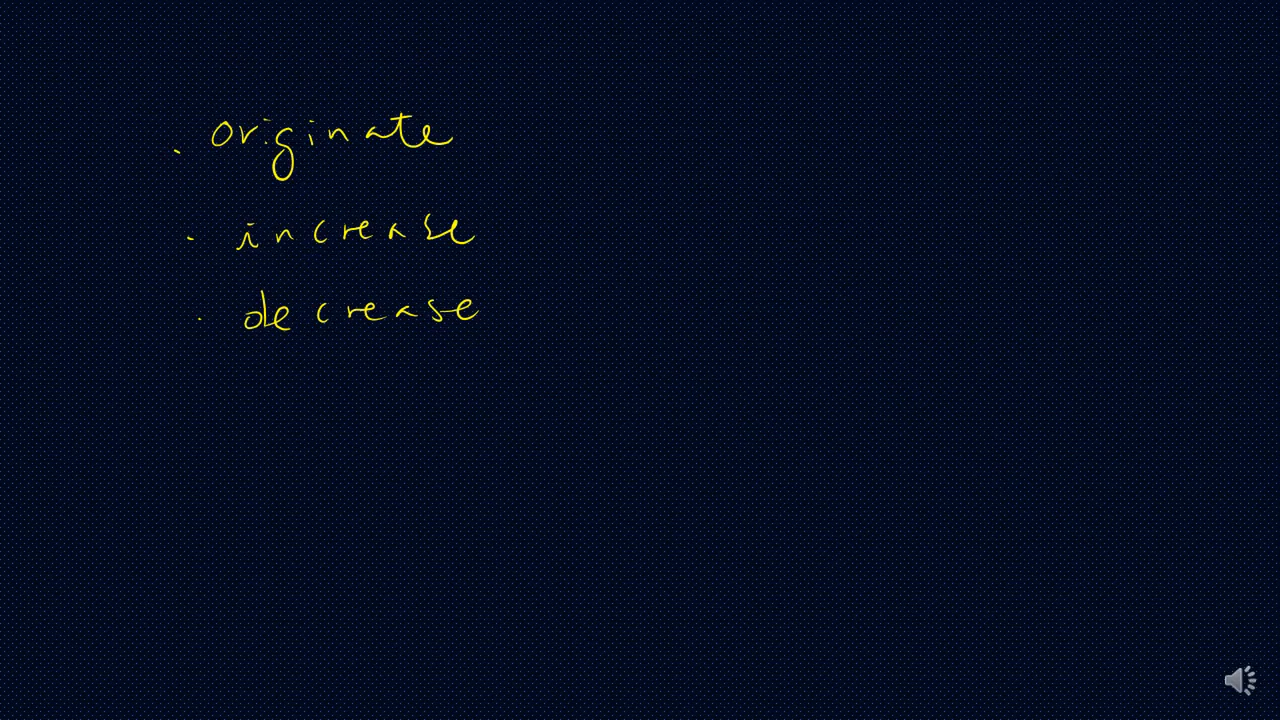 · originate
· increase
· decrease